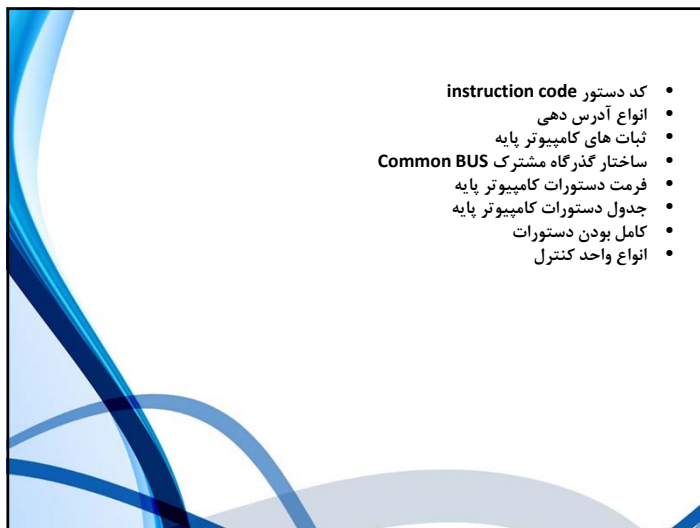 • کد دستور instruction code
• انواع آدرس دهی
• ثبات های کامپیوتر پایه
• ساختار گذرگاه مشترک Common BUS
• فرمت دستورات کامپیوتر پایه
• جدول دستورات کامپیوتر پایه
• کامل بودن دستورات
• انواع واحد کنترل